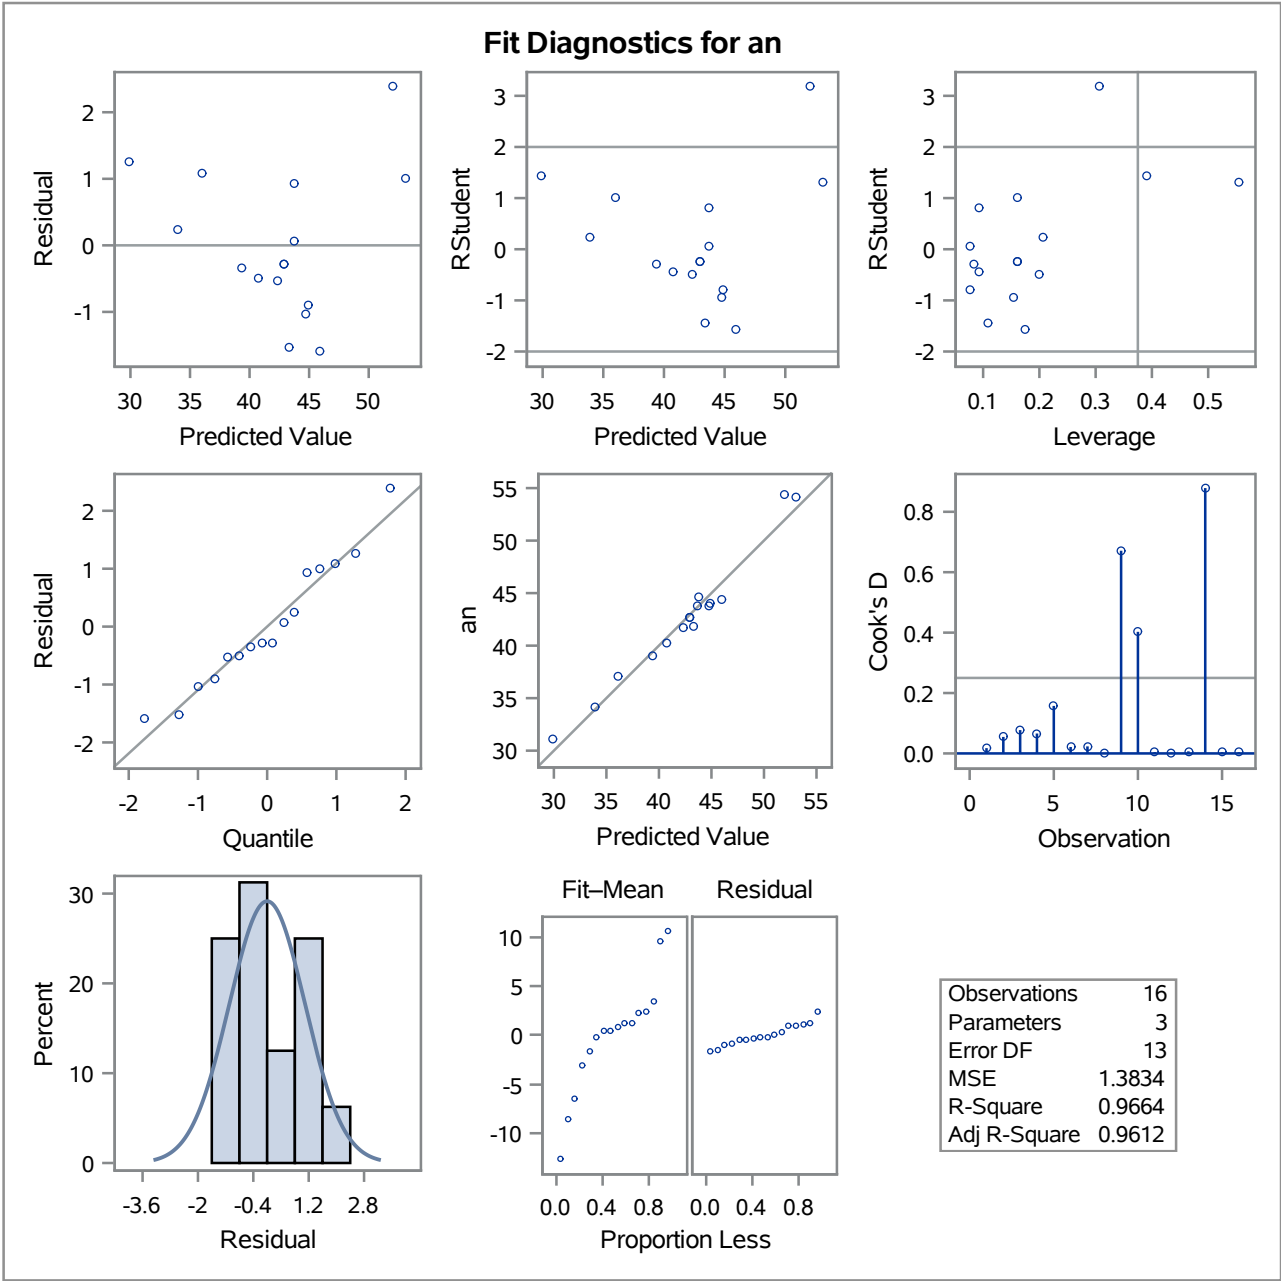 Fit Diagnostics for an
Residual
2
1
0
-1
30 35 40 45 50
Predicted Value
RStudent
3
2
1
0
-1
-2
30 35 40 45 50
Predicted Value
RStudent
3
2
1
0
-1
-2
0.1 0.2 0.3 0.4 0.5
Leverage
Residual
2
1
0
-1
-2
-2 -1 0 1 2
Quantile
an
55
50
45
40
35
30
30 35 40 45 50 55
Predicted Value
Cook's D
0.8
0.6
0.4
0.2
0.0
0 5 10 15
Observation
Percent
30
20
10
0
-3.6 -2 -0.4 1.2 2.8
Residual
Fit–Mean Residual
10
5
0
-5
-10
0.0 0.4 0.8 0.0 0.4 0.8
Proportion Less
Observations 16
Parameters 3
Error DF 13
MSE 1.3834
R-Square 0.9664
Adj R-Square 0.9612